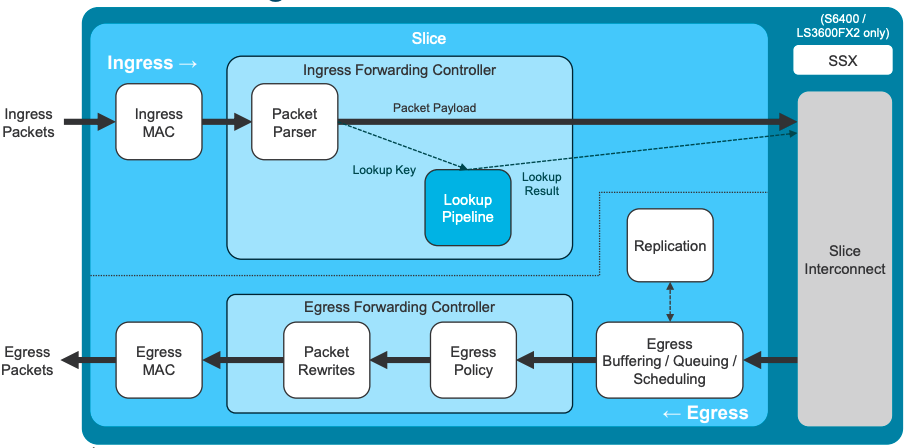 (S6400 /
LS3600FX2 only)
SSX
Slice
Ingress →
Ingress Forwarding Controller
Ingress
Packets
Ingress
MAC
Packet
Parser
Packet Payload
Lookup Key
Lookup
Pipeline
Lookup
Result
Replication
Slice
Interconnect
Egress Forwarding Controller
Egress
Packets
Egress
MAC
Packet
Rewrites
Egress
Policy
Egress
Buffering / Queuing /
Scheduling
← Egress